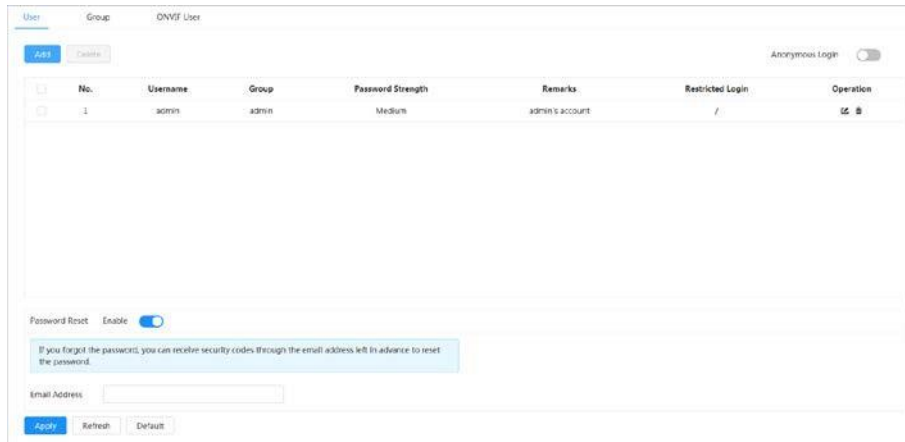 User Group ONVIF User
Add Delete Anonymous Login
No. Username Group Password Strength Remarks Restricted Login Operation
1 admin admin Medium admin's account /
Password Reset Enable
If you forgot the password, you can receive security codes through the email address left in advance to reset
the password.
Email Address
Apply Refresh Default